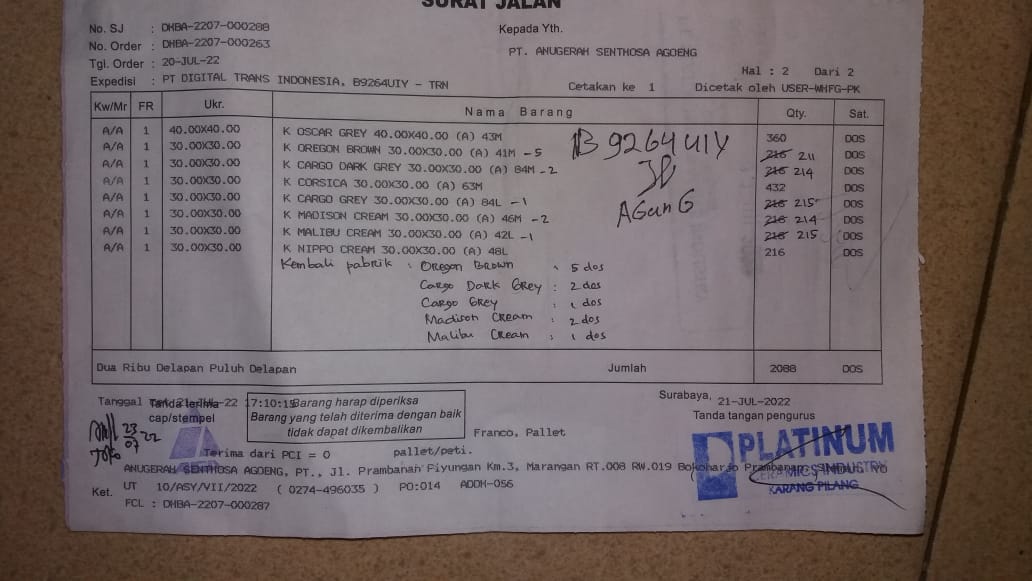 SURAT JALAN
No. SJ : DHBA-2207-000288
Kepada Yth.
No. Order : DHBA-2207-000263
PT. ANUGERAH SENTHOSA AGOENG
Tgl. Order : 20-JUL-22
Hal : 2 Dari 2
Expedisi : PT DIGITAL TRANS INDONESIA, B9264UIY - TRN
Cetakan ke 1 Dicetak oleh USER-WHFG-PK
Kw/Mr FR Ukr. Nama Barang Qty. Sat.
A/A 1 40.00X40.00 K OSCAR GREY 40.00X40.00 (A) 43M 360 DOS
A/A 1 30.00X30.00 K OREGON BROWN 30.00X30.00 (A) 41M -5 216 211 DOS
A/A 1 30.00X30.00 K CARGO DARK GREY 30.00X30.00 (A) 84M -2 216 214 DOS
A/A 1 30.00X30.00 K CORSICA 30.00X30.00 (A) 63M 432 DOS
A/A 1 30.00X30.00 K CARGO GREY 30.00X30.00 (A) 84L -1 216 215 DOS
A/A 1 30.00X30.00 K MADISON CREAM 30.00X30.00 (A) 46M -2 216 214 DOS
A/A 1 30.00X30.00 K MALIBU CREAM 30.00X30.00 (A) 42L -1 216 215 DOS
A/A 1 30.00X30.00 K NIPPO CREAM 30.00X30.00 (A) 48L 216 DOS
B 9264 UIY
AGUNG
Kembali pabrik : Oregon Brown : 5 dos
Cargo Dark Grey : 2 dos
Cargo Grey : 1 dos
Madison Cream : 2 dos
Malibu Cream : 1 dos
Dua Ribu Delapan Puluh Delapan Jumlah 2088 DOS
Tanggal 21-JUL-22 17:10:15
Tanda terima
cap/stempel
Barang harap diperiksa
Barang yang telah diterima dengan baik
tidak dapat dikembalikan
Surabaya, 21-JUL-2022
Tanda tangan pengurus
23/07 22
Toko
Franco, Pallet
Terima dari PCI = 0 pallet/peti.
PLATINUM
CERAMICS INDUSTRY
KARANG PILANG
ANUGERAH SENTHOSA AGOENG, PT., Jl. Prambanan Piyungan Km.3, Marangan RT.008 RW.019 Bokoharjo Prambanan
Ket. UT 10/ASY/VII/2022 ( 0274-496035 ) PO:014 ADDH-056
FCL : DHBA-2207-000287